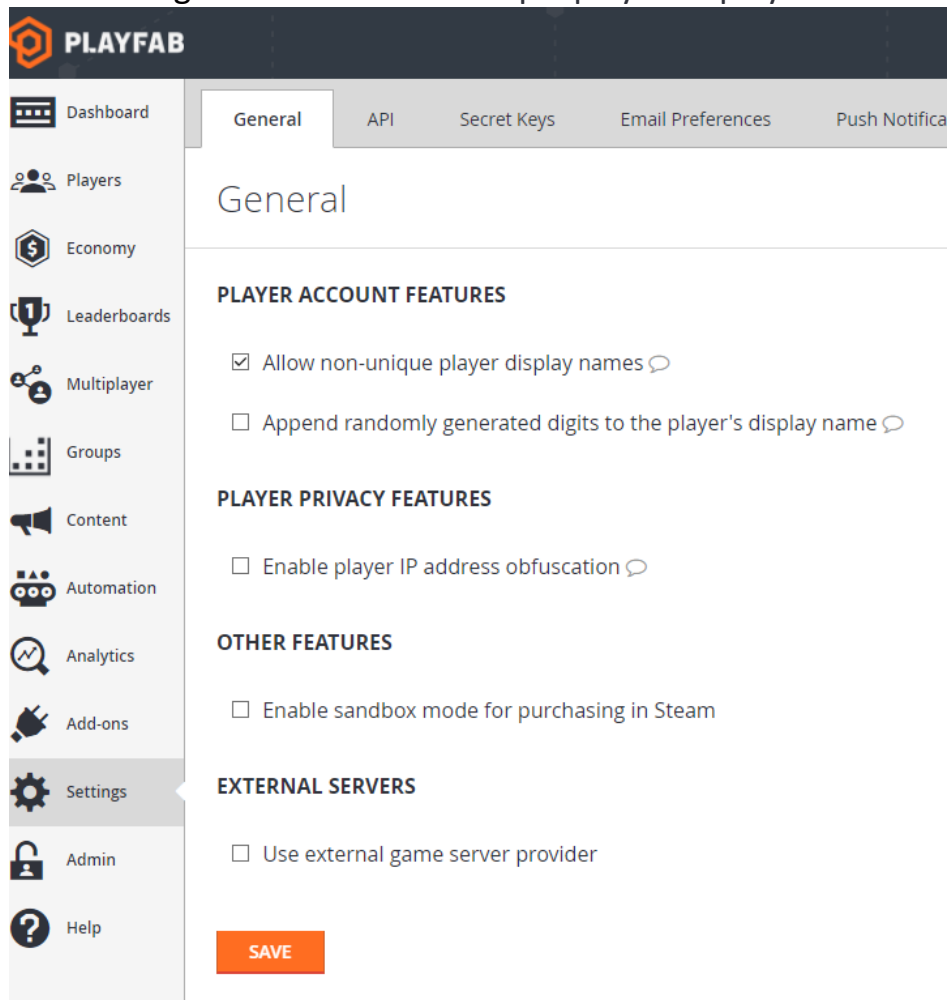 PLAYFAB
Dashboard
Players
Economy
Leaderboards
Multiplayer
Groups
Content
Automation
Analytics
Add-ons
Settings
Admin
Help
General API Secret Keys Email Preferences Push Notifica
General
PLAYER ACCOUNT FEATURES
Allow non-unique player display names
Append randomly generated digits to the player's display name
PLAYER PRIVACY FEATURES
Enable player IP address obfuscation
OTHER FEATURES
Enable sandbox mode for purchasing in Steam
EXTERNAL SERVERS
Use external game server provider
SAVE